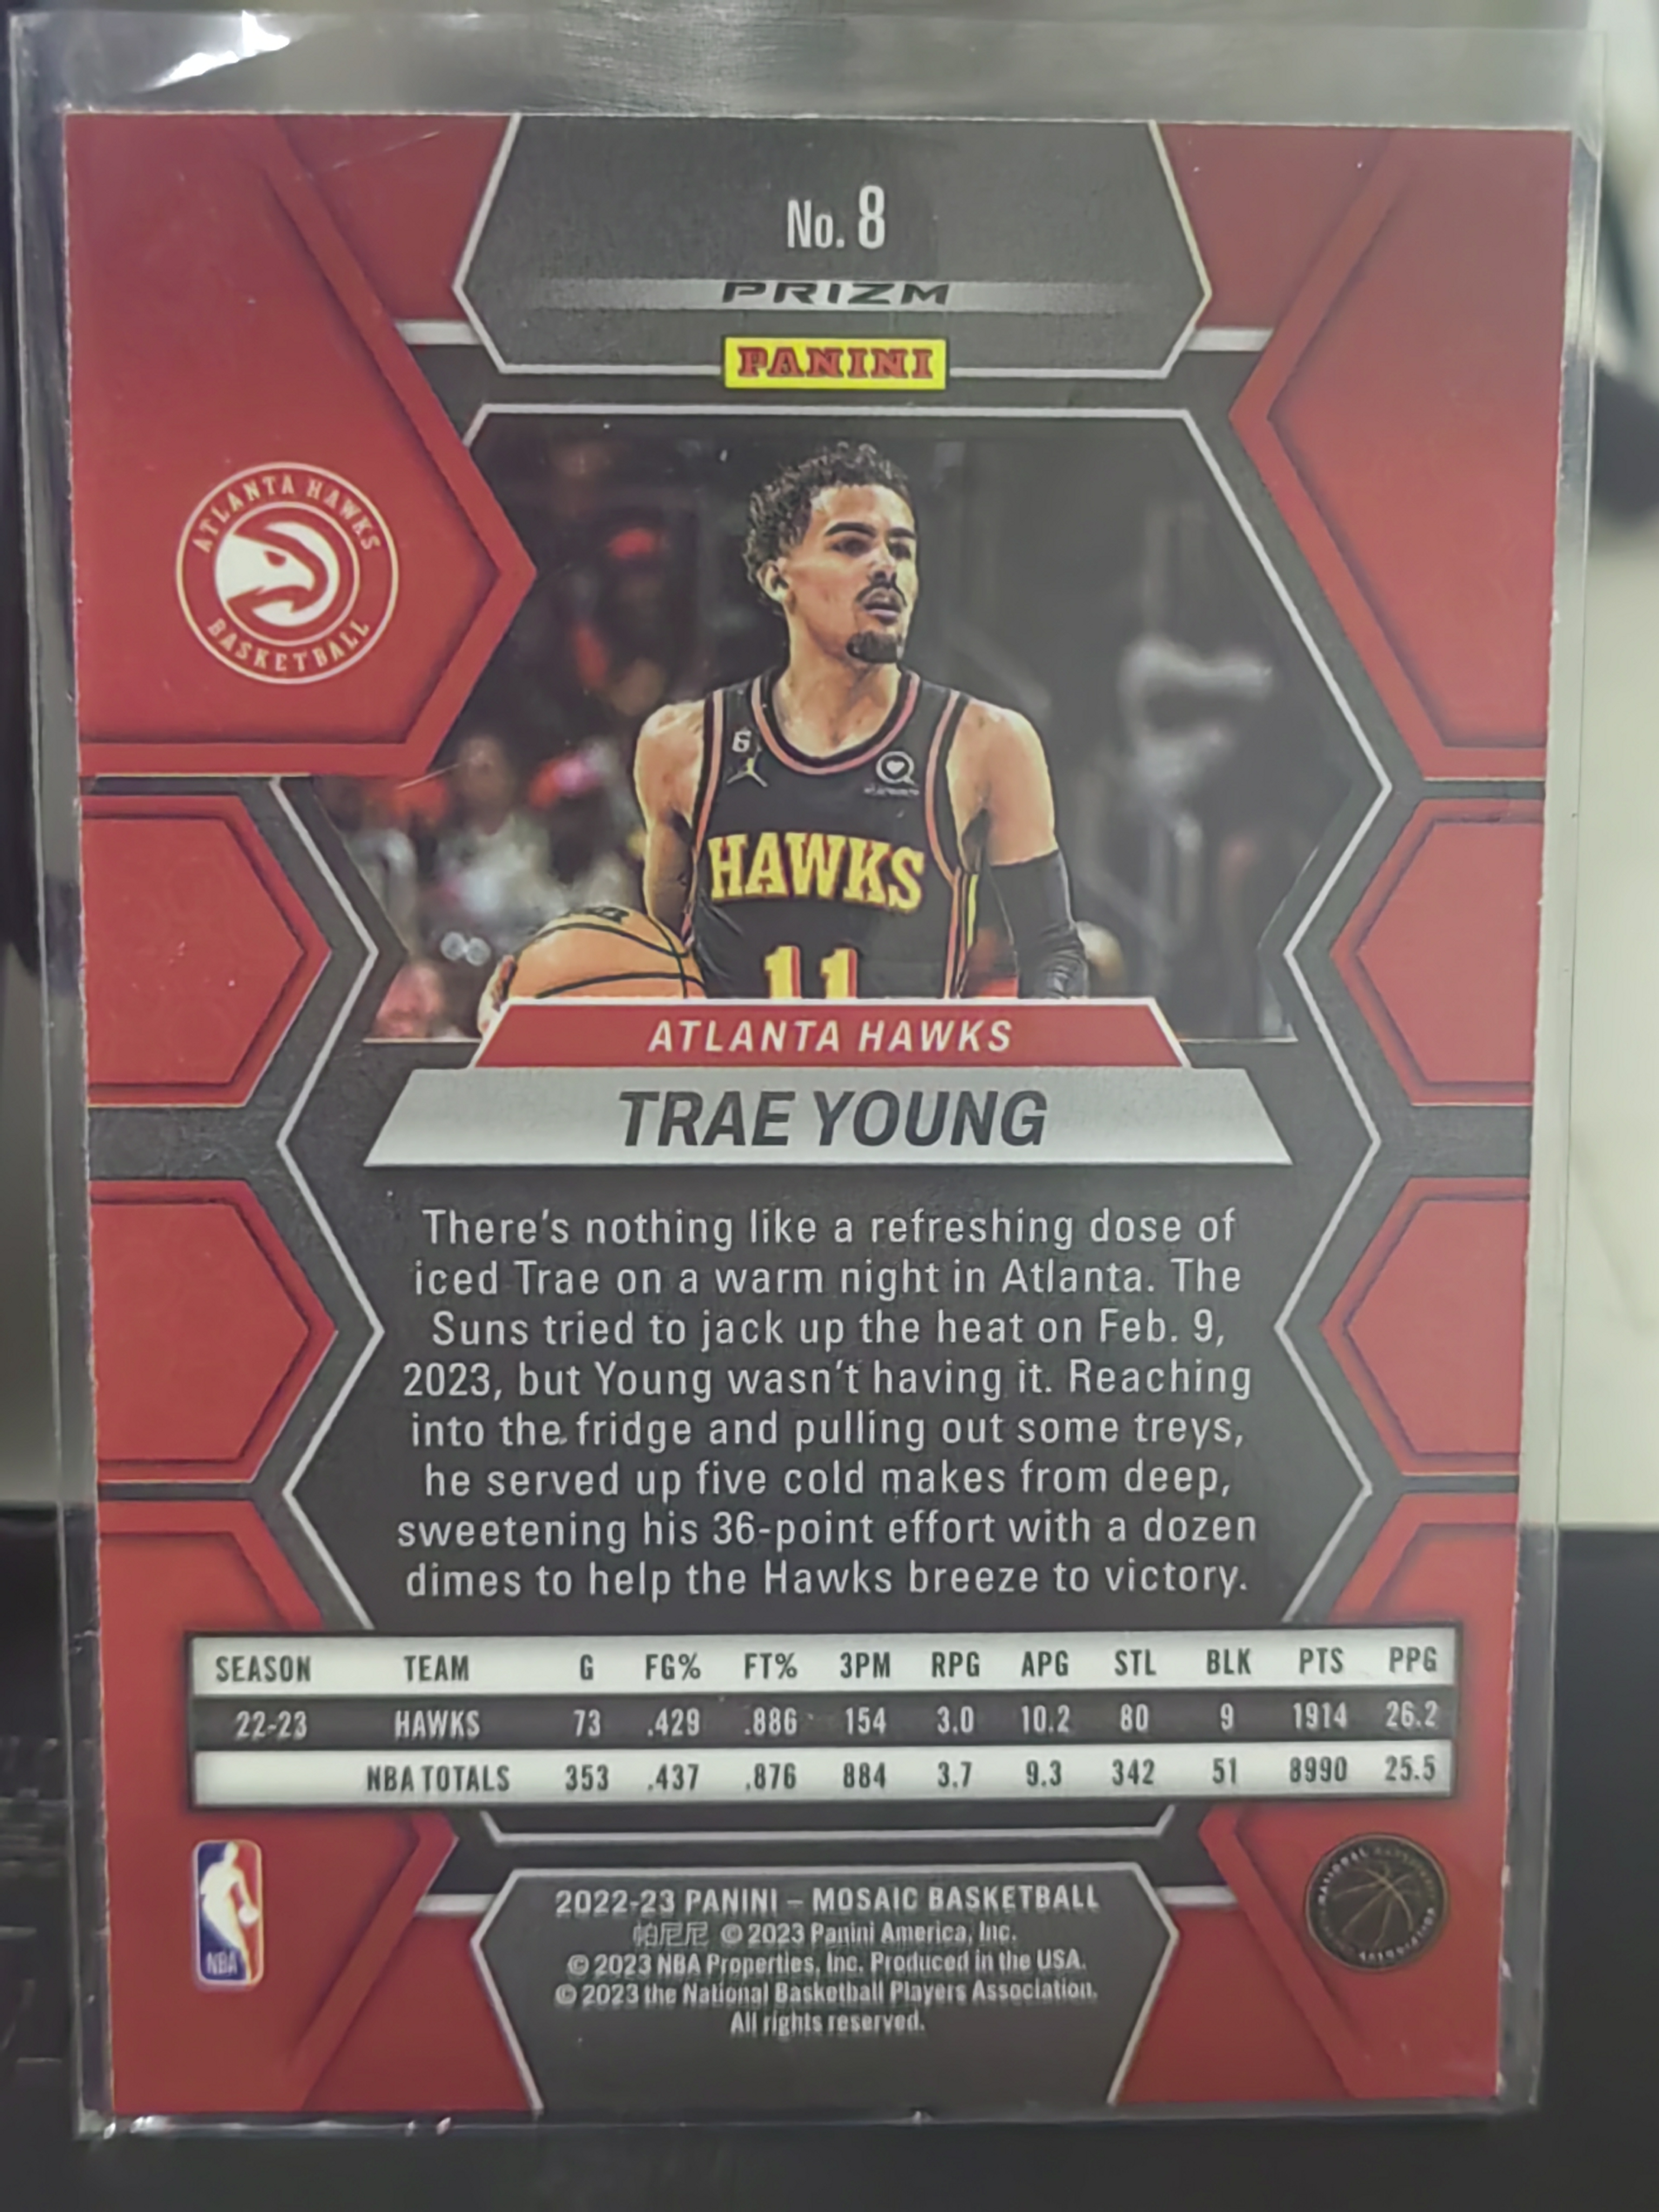 No. 8
PRIZM
PANINI
ATLANTA HAWKS
BASKETBALL
6
HAWKS
11
ATLANTA HAWKS
TRAE YOUNG
There's nothing like a refreshing dose of
iced Trae on a warm night in Atlanta. The
Suns tried to jack up the heat on Feb. 9,
2023, but Young wasn't having it. Reaching
into the fridge and pulling out some treys,
he served up five cold makes from deep,
sweetening his 36-point effort with a dozen
dimes to help the Hawks breeze to victory.
SEASON TEAM G FG% FT% 3PM RPG APG STL BLK PTS PPG
22-23 HAWKS 73 .429 .886 154 3.0 10.2 80 9 1914 26.2
NBA TOTALS 353 .437 .876 884 3.7 9.3 342 51 8990 25.5
NBA
2022-23 PANINI – MOSAIC BASKETBALL
帕尼尼 © 2023 Panini America, Inc.
© 2023 NBA Properties, Inc. Produced in the USA.
© 2023 the National Basketball Players Association.
All rights reserved.